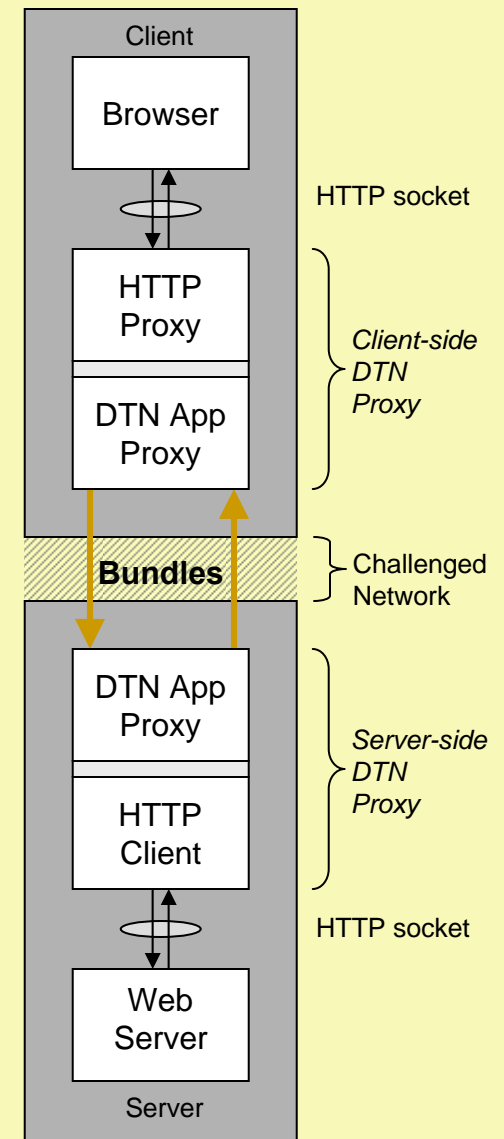 Client
Browser
HTTP socket
HTTP
Proxy
DTN App
Proxy
Client-side
DTN
Proxy
Bundles
Challenged
Network
DTN App
Proxy
HTTP
Client
Server-side
DTN
Proxy
HTTP socket
Web
Server
Server